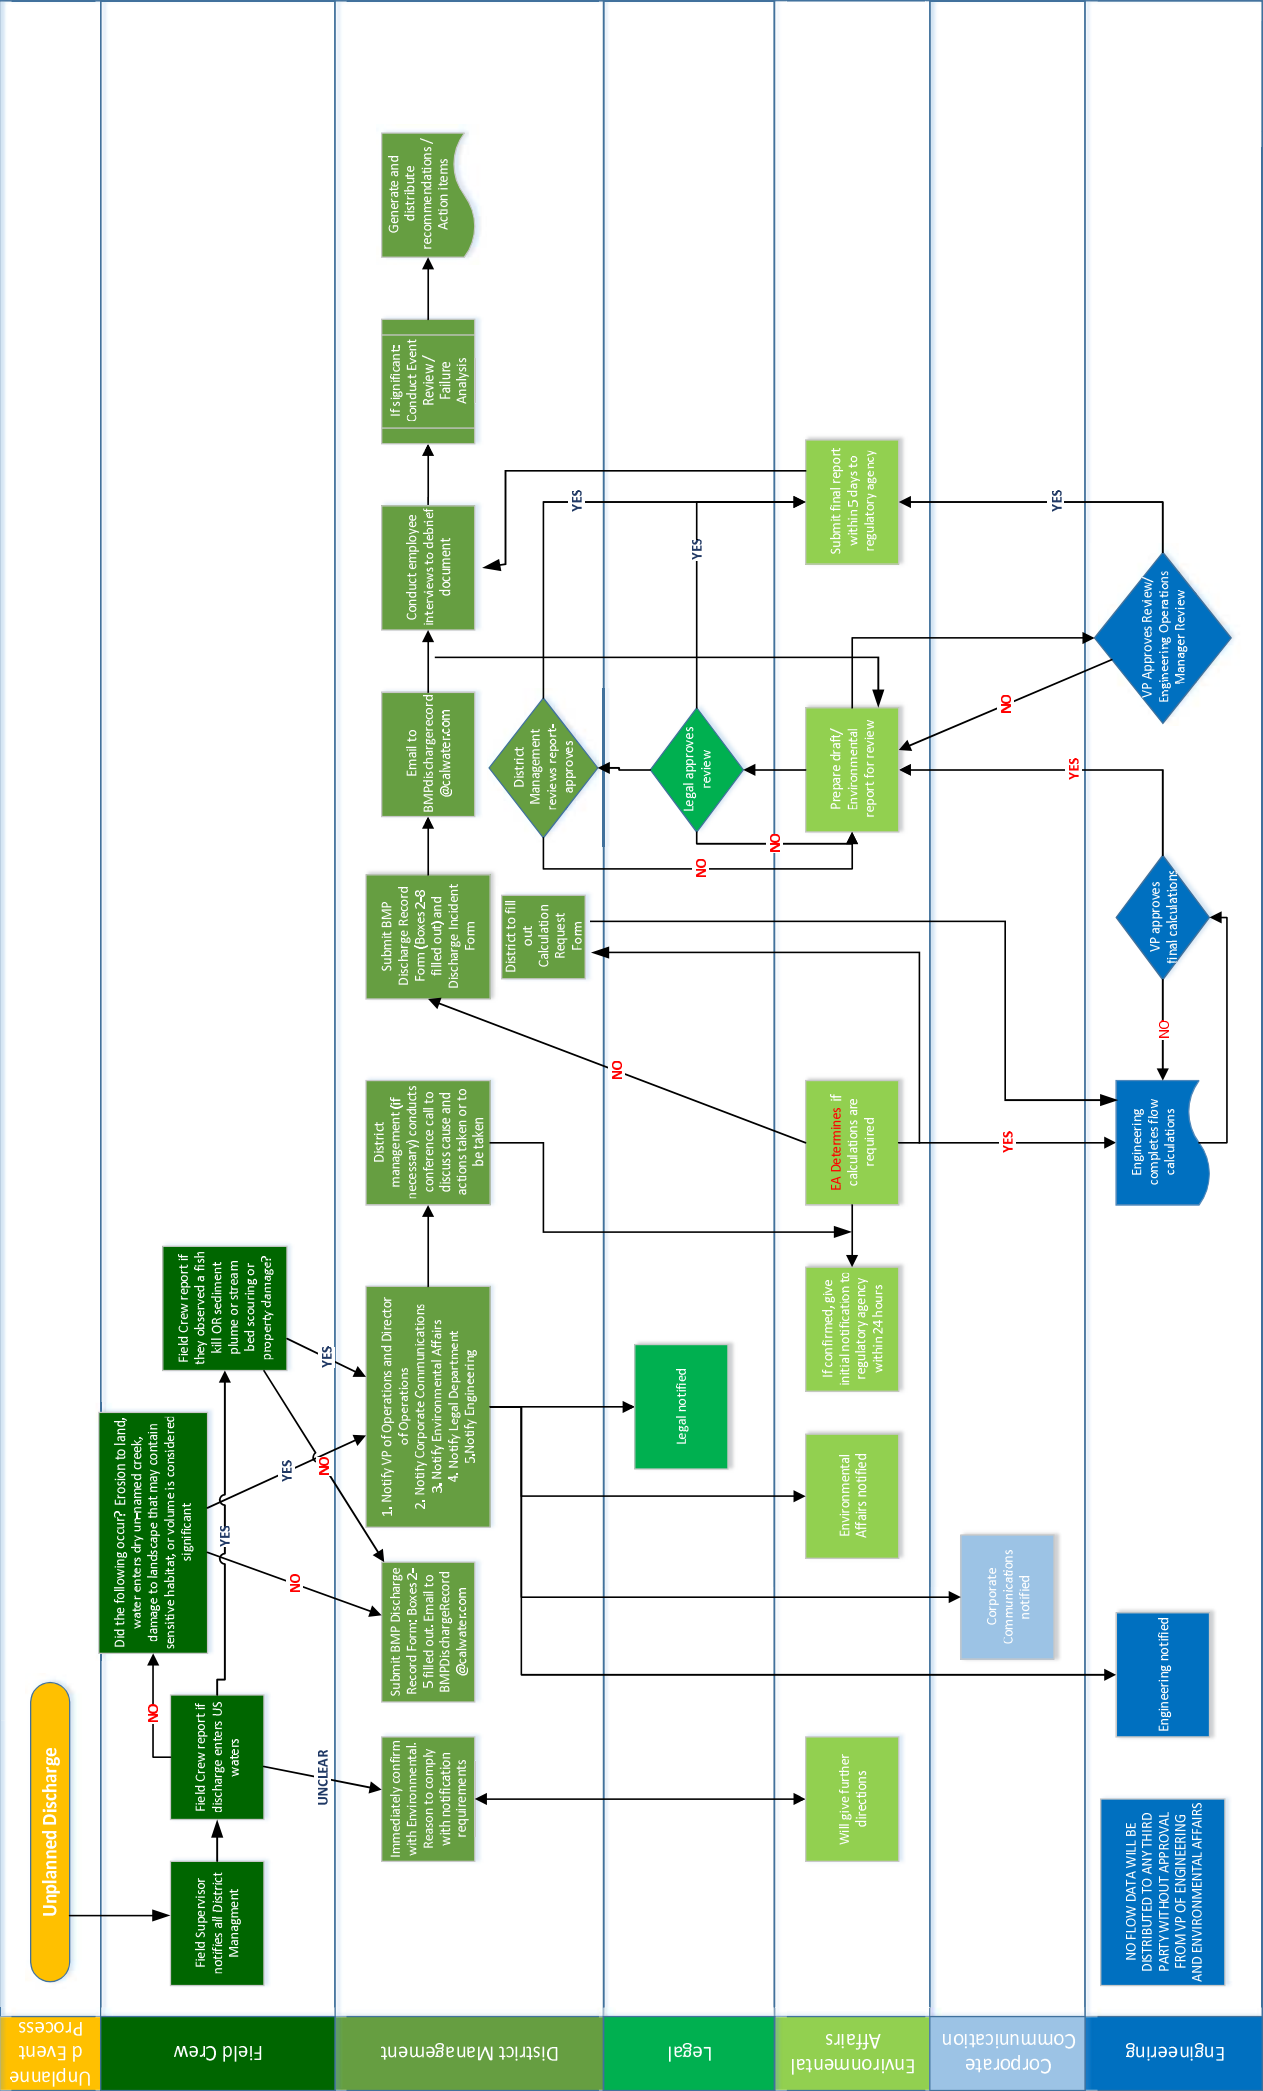 Unplanne
d Event
Process
Field Crew
District Management
Legal
Environmental
Affairs
Corporate
Communication
Engineering
Unplanned Discharge
Field Supervisor
notifies all District
Managment
Field Crew report if
discharge enters US
waters
NO
YES
UNCLEAR
Did the following occur? Erosion to land,
water enters dry un-named creek,
damage to landscape that may contain
sensitive habitat, or volume is considered
significant
NO
YES
Field Crew report if
they observed a fish
kill OR sediment
plume or stream
bed scouring or
property damage?
YES
NO
Immediately confirm
with Environmental.
Reason to comply
with notification
requirements
Submit BMP Discharge
Record Form: Boxes 2-
5 filled out. Email to
BMPDischargeRecord
@calwater.com
1. Notify VP of Operations and Director
of Operations
2. Notify Corporate Communications
3. Notify Environmental Affairs
4. Notify Legal Department
5.Notify Engineering
District
management (if
necessary) conducts
conference call to
discuss cause and
actions taken or to
be taken
Submit BMP
Discharge Record
Form (Boxes 2-8
filled out) and
Discharge Incident
Form
District to fill
out
Calculation
Request
Form
Email to
BMPdischargerecord
@calwater.com
District
Management
reviews report-
approves
YES
NO
Conduct employee
interviews to debrief
document
If significant:
Conduct Event
Review /
Failure
Analysis
Generate and
distribute
recommendations /
Action items
Legal notified
Legal approves
review
YES
NO
Will give further
directions
Environmental
Affairs notified
If confirmed, give
initial notification to
regulatory agency
within 24 hours
EA Determines if
calculations are
required
NO
YES
Prepare draft/
Environmental
report for review
Submit final report
within 5 days to
regulatory agency
Corporate
Communications
notified
NO FLOW DATA WILL BE
DISTRIBUTED TO ANY THIRD
PARTY WITHOUT APPROVAL
FROM VP OF ENGINEERING
AND ENVIRONMENTAL AFFAIRS
Engineering notified
Engineering
completes flow
calculations
NO
VP approves
final calculations
YES
VP Approves Review/
Engineering Operations
Manager Review
NO
YES